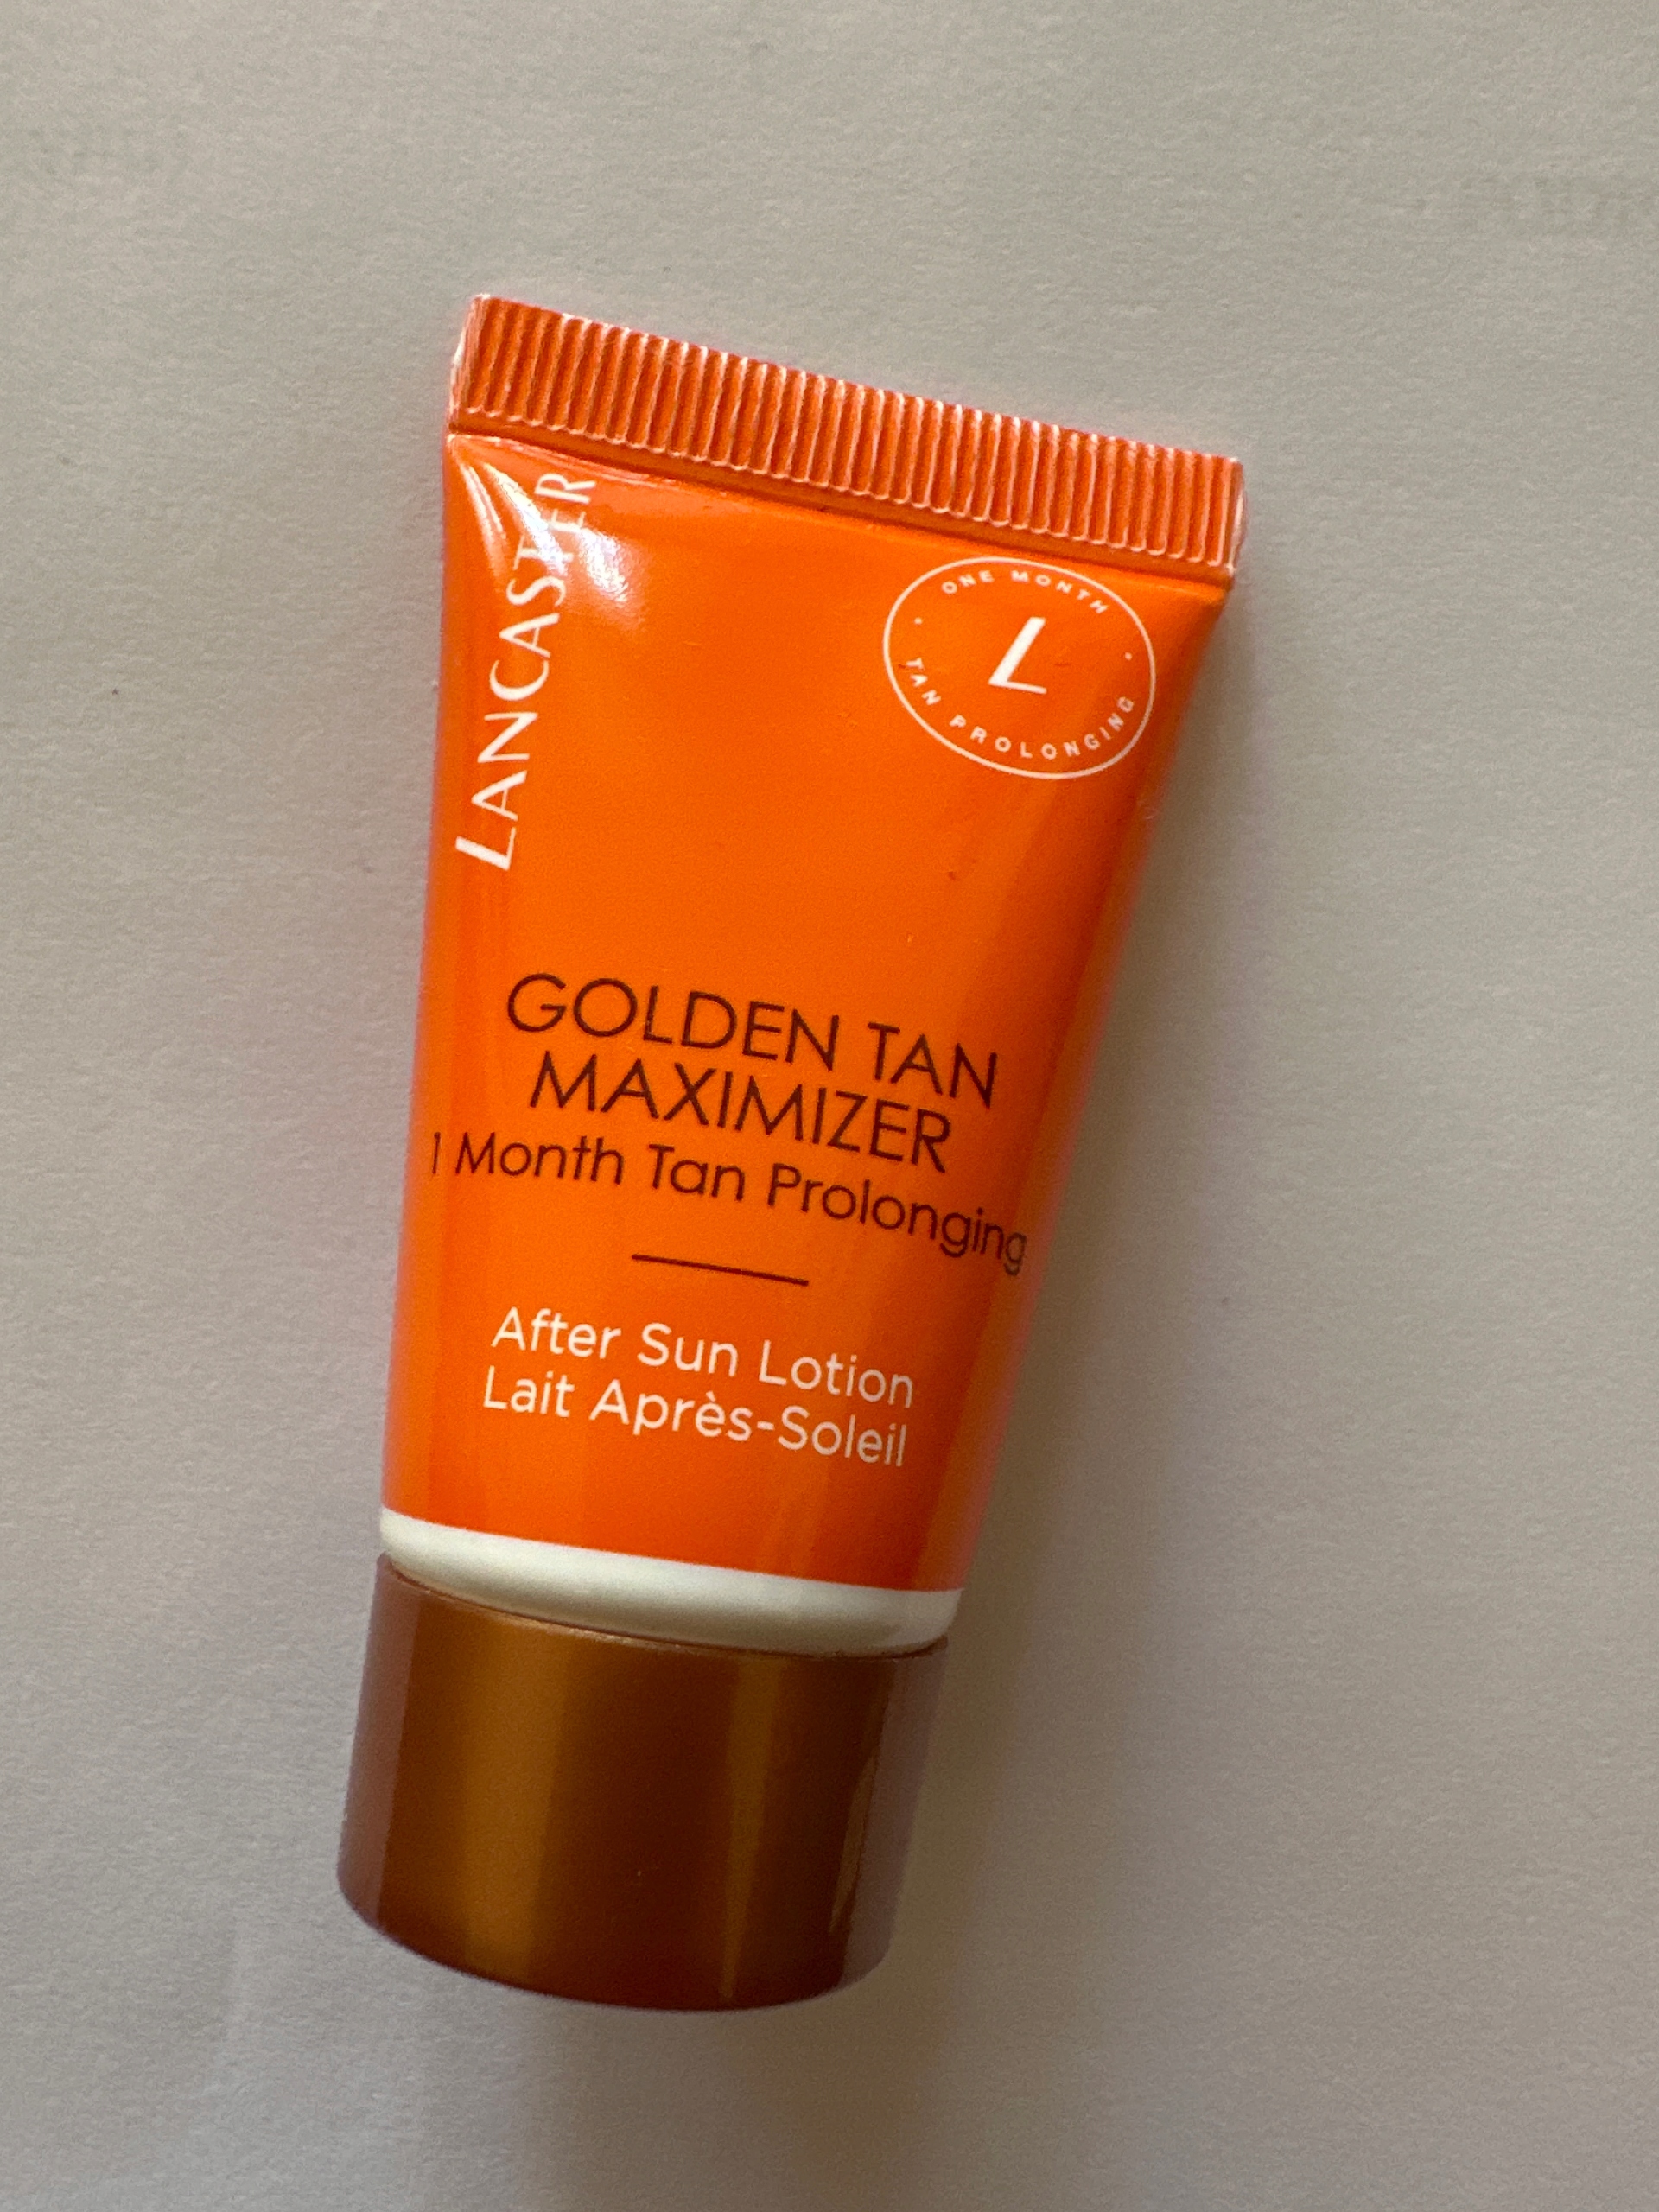 LANCASTER
ONE MONTH
L
TAN PROLONGING
GOLDEN TAN
MAXIMIZER
1 Month Tan Prolonging
After Sun Lotion
Lait Après-Soleil